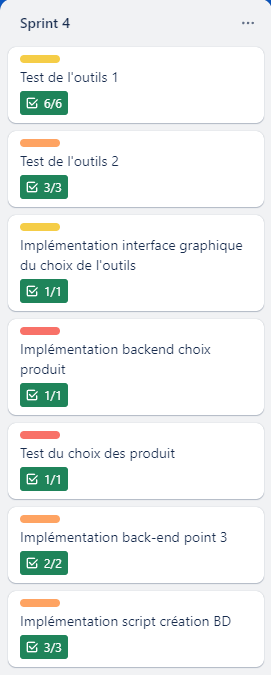 Sprint 4
Test de l'outils 1
6/6
Test de l'outils 2
3/3
Implémentation interface graphique
du choix de l'outils
1/1
Implémentation backend choix
produit
1/1
Test du choix des produit
1/1
Implémentation back-end point 3
2/2
Implémentation script création BD
3/3